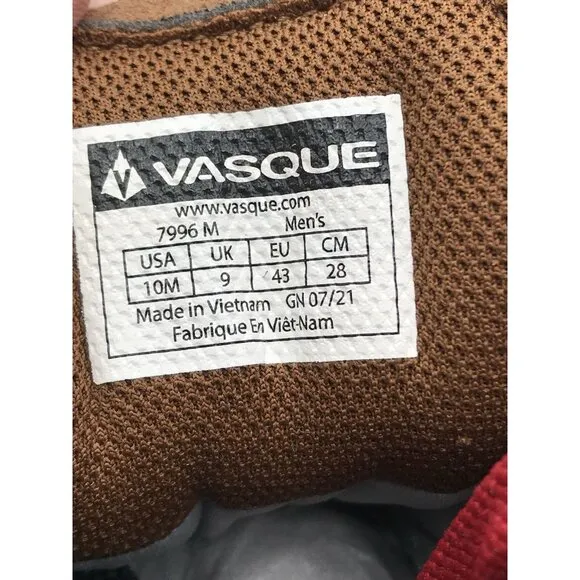 VASQUE
www.vasque.com
7996 M Men's
USA UK EU CM
10M 9 43 28
Made in Vietnam GN 07/21
Fabrique En Viêt-Nam